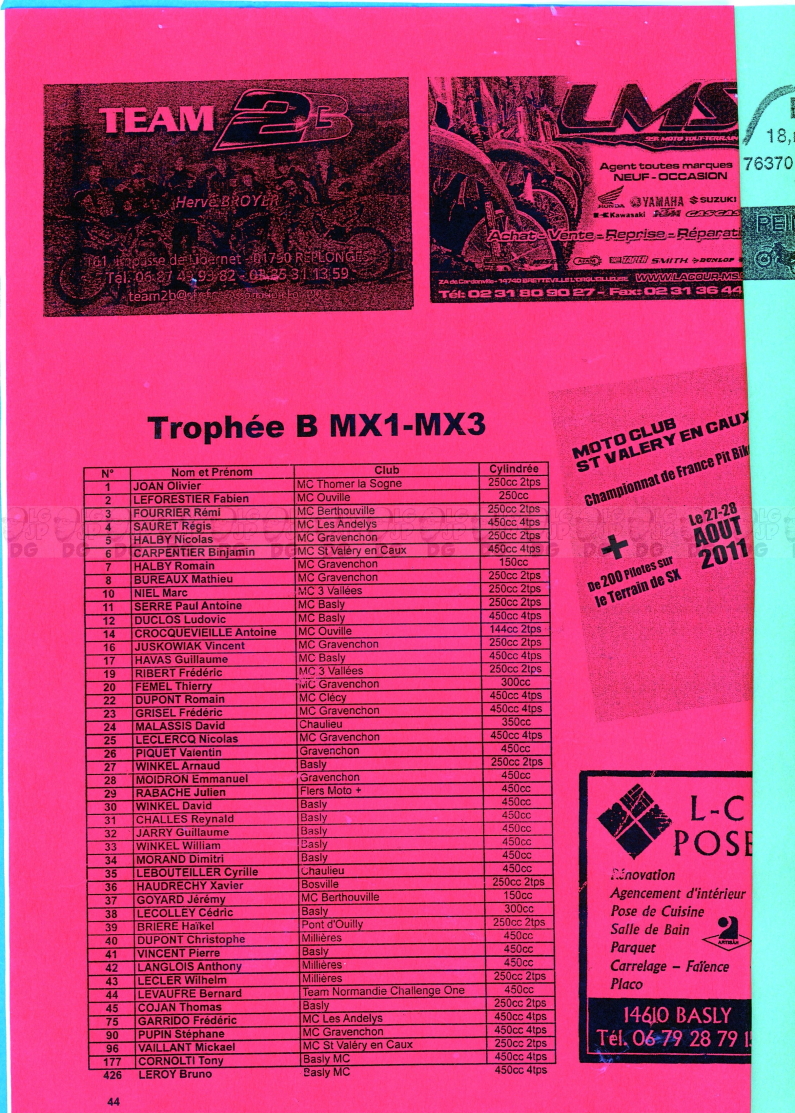 TEAM 2B
Hervé BROYER
Tél. 06 87 49 93 82 - 03 85 31 13 59
LMS
SPÉ. MOTO TOUT-TERRAIN
Agent toutes marques
NEUF - OCCASION
HONDA YAMAHA SUZUKI
Kawasaki KTM GASGAS
Achat - Vente - Reprise - Réparati
SMITH DUNLOP
ZA de Cardonville - 14740 BRETTEVILLE L'ORGUEILLEUSE WWW.LACOUR-MS.
Tél: 02 31 80 90 27 - Fax: 02 31 36 44
18,
76370
PEIN
Trophée B MX1-MX3
N° Nom et Prénom Club Cylindrée
1 JOAN Olivier MC Thomer la Sogne 250cc 2tps
2 LEFORESTIER Fabien MC Ouville 250cc
3 FOURRIER Rémi MC Berthouville 250cc 2tps
4 SAURET Régis MC Les Andelys 450cc 4tps
5 HALBY Nicolas MC Gravenchon 250cc 2tps
6 CARPENTIER Binjamin MC St Valéry en Caux 450cc 4tps
7 HALBY Romain MC Gravenchon 150cc
8 BUREAUX Mathieu MC Gravenchon 250cc 2tps
10 NIEL Marc MC 3 Vallées 250cc 2tps
11 SERRE Paul Antoine MC Basly 250cc 2tps
12 DUCLOS Ludovic MC Basly 450cc 4tps
14 CROCQUEVIEILLE Antoine MC Ouville 144cc 2tps
16 JUSKOWIAK Vincent MC Gravenchon 250cc 2tps
17 HAVAS Guillaume MC Basly 450cc 4tps
19 RIBERT Frédéric MC 3 Vallées 250cc 2tps
20 FEMEL Thierry MC Gravenchon 300cc
22 DUPONT Romain MC Clécy 450cc 4tps
23 GRISEL Frédéric MC Gravenchon 450cc 4tps
24 MALASSIS David Chaulieu 350cc
25 LECLERCQ Nicolas MC Gravenchon 450cc 4tps
26 PIQUET Valentin Gravenchon 450cc
27 WINKEL Arnaud Basly 250cc 2tps
28 MOIDRON Emmanuel Gravenchon 450cc
29 RABACHE Julien Flers Moto + 450cc
30 WINKEL David Basly 450cc
31 CHALLES Reynald Basly 450cc
32 JARRY Guillaume Basly 450cc
33 WINKEL William Basly 450cc
34 MORAND Dimitri Basly 450cc
35 LEBOUTEILLER Cyrille Chaulieu 450cc
36 HAUDRECHY Xavier Bosville 250cc 2tps
37 GOYARD Jérémy MC Berthouville 150cc
38 LECOLLEY Cédric Basly 300cc
39 BRIERE Haïkel Pont d'Ouilly 250cc 2tps
40 DUPONT Christophe Millières 450cc
41 VINCENT Pierre Basly 450cc
42 LANGLOIS Anthony Millières 450cc
43 LECLER Wilhelm Millières 250cc 2tps
44 LEVAUFRE Bernard Team Normandie Challenge One 450cc
45 COJAN Thomas Basly 250cc 2tps
75 GARRIDO Frédéric MC Les Andelys 450cc 4tps
90 PUPIN Stéphane MC Gravenchon 450cc 4tps
96 VAILLANT Mickael MC St Valéry en Caux 250cc 2tps
177 CORNOLTI Tony Basly MC 450cc 4tps
426 LEROY Bruno Basly MC 450cc 4tps
MOTO CLUB
ST VALERY EN CAUX
Championnat de France Pit Bik
+
Le 27-28
AOUT
2011
De 200 Pilotes sur
le Terrain de SX
L-C
POSE
Rénovation
Agencement d'intérieur
Pose de Cuisine
Salle de Bain
ARTISAN
Parquet
Carrelage – Faïence
Placo
14610 BASLY
Tél. 06 79 28 79 1
44